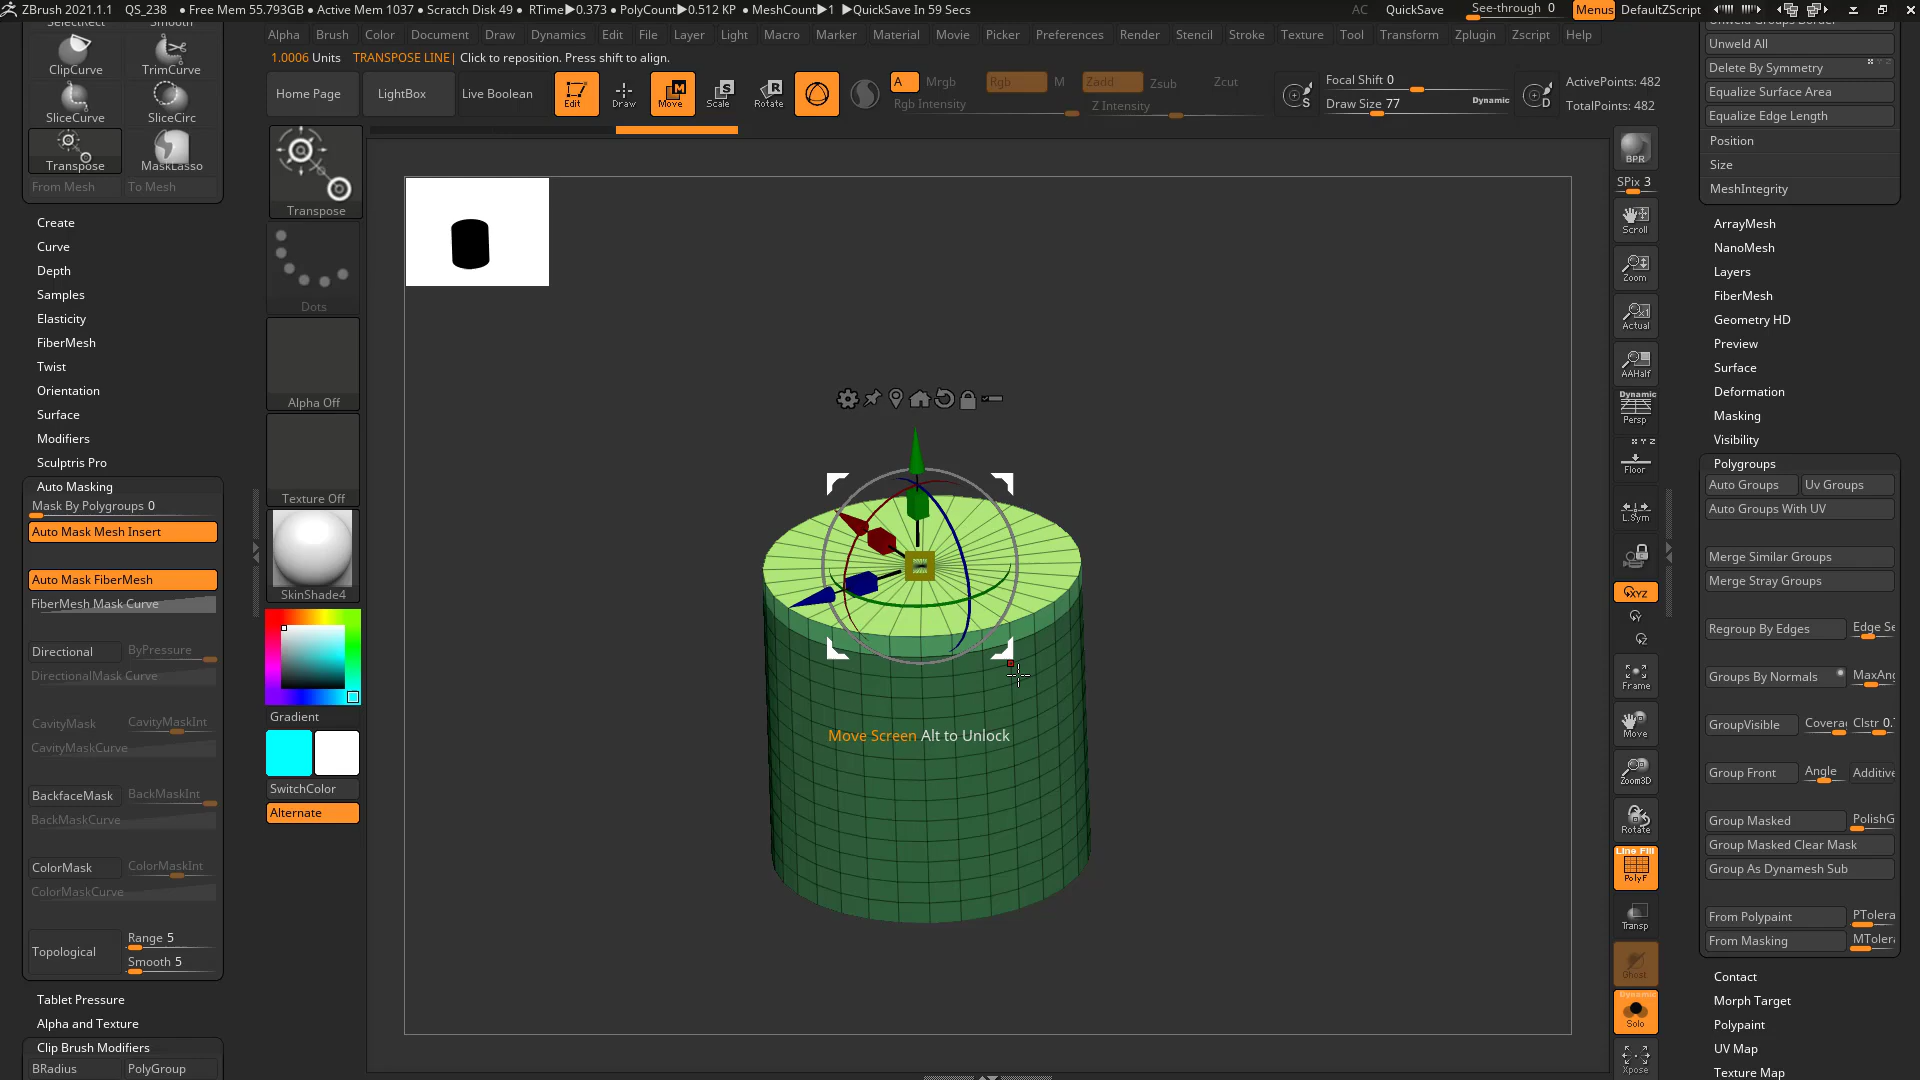 ZBrush 2021.1.1 QS_238 • Free Mem 55.793GB • Active Mem 1037 • Scratch Disk 49 • RTime▶0.373 • PolyCount▶0.512 KP • MeshCount▶1 ▶QuickSave In 59 Secs
AC QuickSave See-through 0 Menus DefaultZScript
Alpha Brush Color Document Draw Dynamics Edit File Layer Light Macro Marker Material Movie Picker Preferences Render Stencil Stroke Texture Tool Transform Zplugin Zscript Help
1.0006 Units TRANSPOSE LINE| Click to reposition. Press shift to align.
Home Page
LightBox
Live Boolean
Edit
Draw
Move
Scale
Rotate
A
Mrgb
Rgb
M
Zadd
Zsub
Zcut
Rgb Intensity
Z Intensity
Focal Shift 0
Draw Size 77
Dynamic
S
D
ActivePoints: 482
TotalPoints: 482
SelectRect Smooth
ClipCurve TrimCurve
SliceCurve SliceCirc
Transpose MaskLasso
From Mesh To Mesh
Create
Curve
Depth
Samples
Elasticity
FiberMesh
Twist
Orientation
Surface
Modifiers
Sculptris Pro
Auto Masking
Mask By Polygroups 0
Auto Mask Mesh Insert
Auto Mask FiberMesh
FiberMesh Mask Curve
Directional ByPressure
DirectionalMask Curve
CavityMask CavityMaskInt
CavityMaskCurve
BackfaceMask BackMaskInt
BackMaskCurve
ColorMask ColorMaskInt
ColorMaskCurve
Topological
Range 5
Smooth 5
Tablet Pressure
Alpha and Texture
Clip Brush Modifiers
BRadius PolyGroup
Transpose
Dots
Alpha Off
Texture Off
SkinShade4
Gradient
SwitchColor
Alternate
Move Screen Alt to Unlock
BPR
SPix 3
Scroll
Zoom
Actual
AAHalf
Dynamic
Persp
X Y Z
Floor
L.Sym
XYZ
Y
Z
Frame
Move
Zoom3D
Rotate
Line Fill
PolyF
Transp
Ghost
Dynamic
Solo
Xpose
Unweld Groups Border
Unweld All
Delete By Symmetry
Equalize Surface Area
Equalize Edge Length
Position
Size
MeshIntegrity
ArrayMesh
NanoMesh
Layers
FiberMesh
Geometry HD
Preview
Surface
Deformation
Masking
Visibility
Polygroups
Auto Groups Uv Groups
Auto Groups With UV
Merge Similar Groups
Merge Stray Groups
Regroup By Edges Edge Se
Groups By Normals MaxAng
GroupVisible Covera Clstr 0.
Group Front Angle Additive
Group Masked PolishG
Group Masked Clear Mask
Group As Dynamesh Sub
From Polypaint PTolera
From Masking MTolera
Contact
Morph Target
Polypaint
UV Map
Texture Map